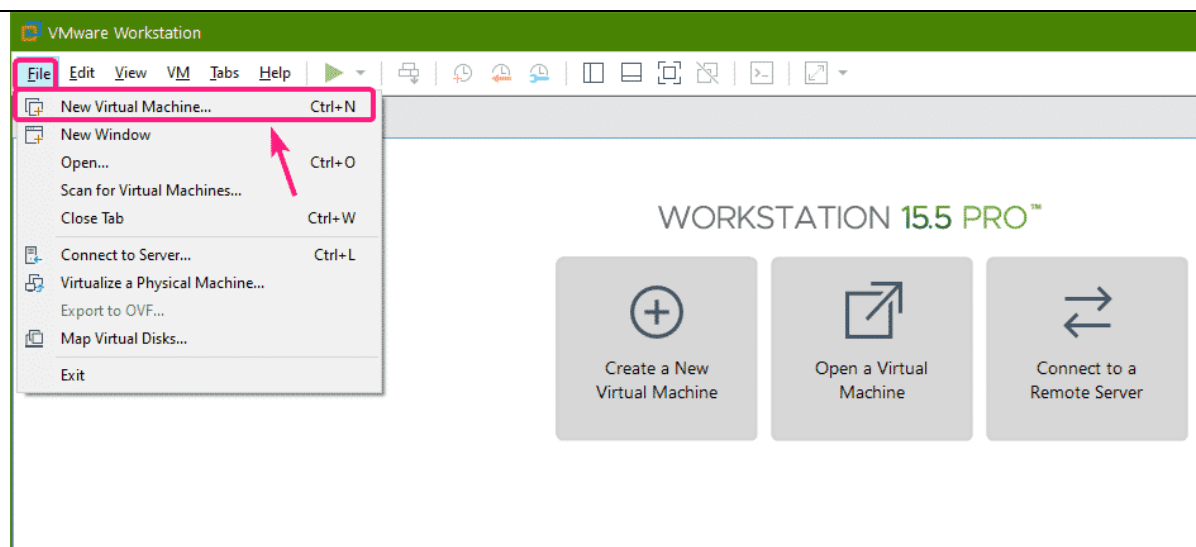 VMware Workstation
File Edit View VM Tabs Help
New Virtual Machine... Ctrl+N
New Window
Open... Ctrl+O
Scan for Virtual Machines...
Close Tab Ctrl+W
Connect to Server... Ctrl+L
Virtualize a Physical Machine...
Export to OVF...
Map Virtual Disks...
Exit
WORKSTATION 15.5 PRO™
Create a New
Virtual Machine
Open a Virtual
Machine
Connect to a
Remote Server